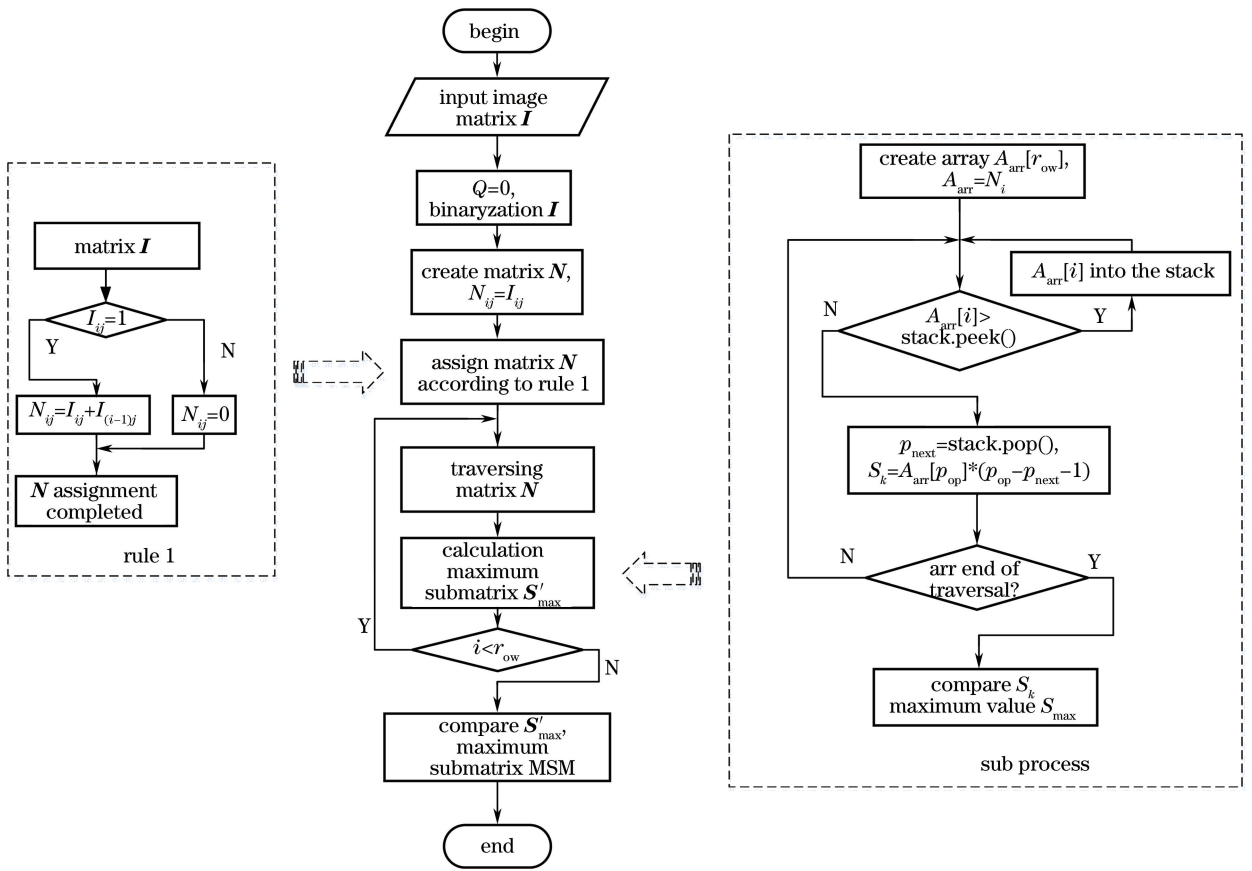 begin
input image
matrix I
Q=0,
binaryzation I
create matrix N,
N_ij=I_ij
assign matrix N
according to rule 1
traversing
matrix N
calculation
maximum
submatrix S′_max
Y
i<r_ow
N
compare S′_max,
maximum
submatrix MSM
end
matrix I
I_ij=1
Y
N
N_ij=I_ij+I_(i−1)j
N_ij=0
N assignment
completed
rule 1
create array A_arr[r_ow],
A_arr=N_i
A_arr[i] into the stack
N
A_arr[i]>
stack.peek()
Y
p_next=stack.pop(),
S_k=A_arr[p_op]*(p_op−p_next−1)
N
arr end of
traversal?
Y
compare S_k
maximum value S_max
sub process